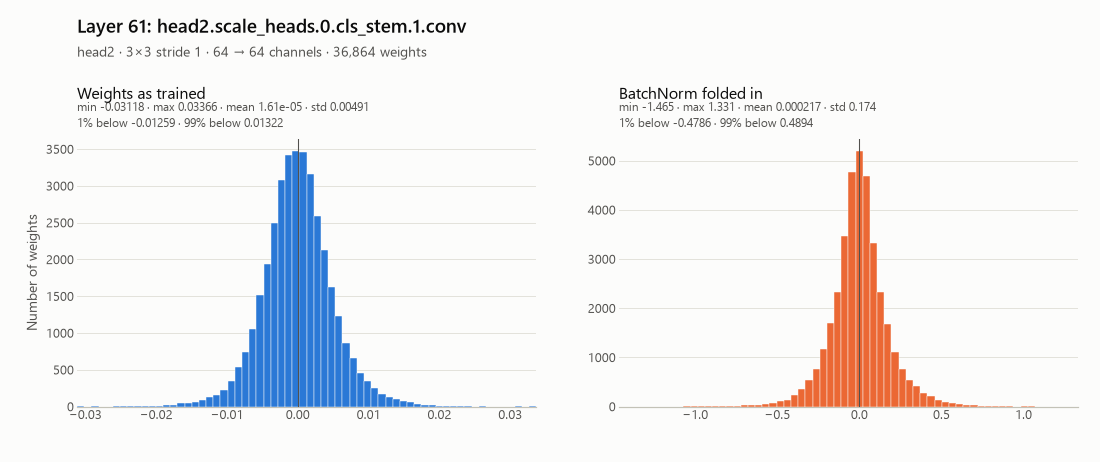 Layer 61: head2.scale_heads.0.cls_stem.1.conv
head2 · 3×3 stride 1 · 64 → 64 channels · 36,864 weights
Weights as trained
min -0.03118 · max 0.03366 · mean 1.61e-05 · std 0.00491
1% below -0.01259 · 99% below 0.01322
Number of weights
3500
3000
2500
2000
1500
1000
500
0
−0.03 −0.02 −0.01 0.00 0.01 0.02 0.03
BatchNorm folded in
min -1.465 · max 1.331 · mean 0.000217 · std 0.174
1% below -0.4786 · 99% below 0.4894
5000
4000
3000
2000
1000
0
−1.0 −0.5 0.0 0.5 1.0